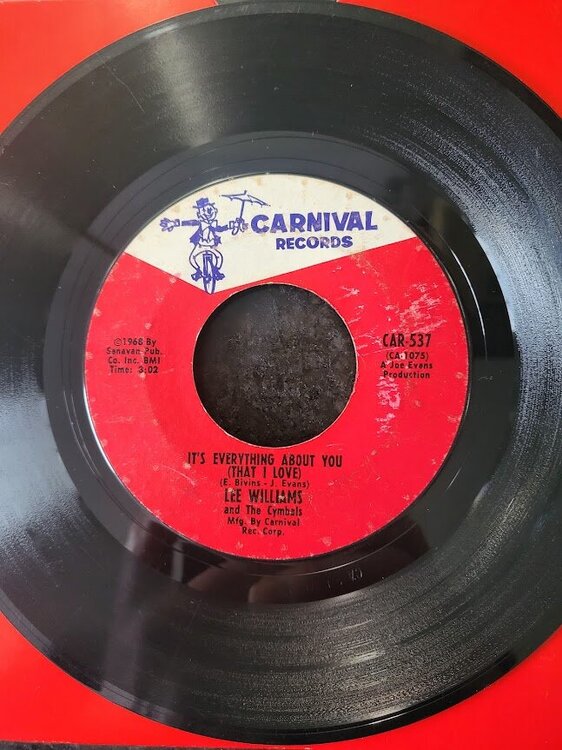 CARNIVAL
RECORDS
©1968 By
Sanavan Pub.
Co. Inc. BMI
Time: 3:02
CAR-537
(CA-1075)
A Joe Evans
Production
IT'S EVERYTHING ABOUT YOU
(THAT I LOVE)
(E. Bivins - J. Evans)
LEE WILLIAMS
and The Cymbals
Mfg. By Carnival
Rec. Corp.